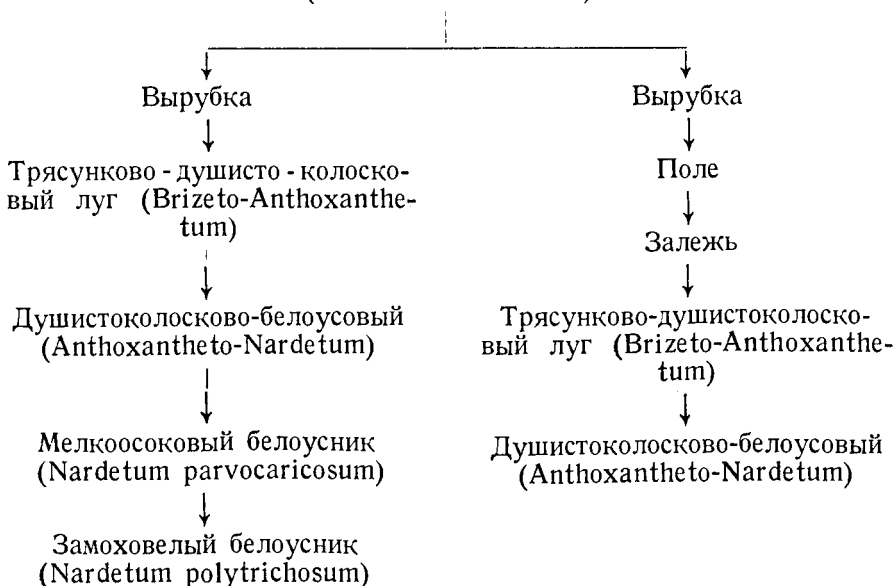 Вырубка
Трясунково - душисто - колоско-
вый луг (Brizeto-Anthoxanthe-
tum)
Душистоколосково-белоусовый
(Anthoxantheto-Nardetum)
Мелкоосоковый белоусник
(Nardetum parvocaricosum)
Замоховелый белоусник
(Nardetum polytrichosum)
Вырубка
Поле
Залежь
Трясунково-душистоколоско-
вый луг (Brizeto-Anthoxanthe-
tum)
Душистоколосково-белоусовый
(Anthoxantheto-Nardetum)